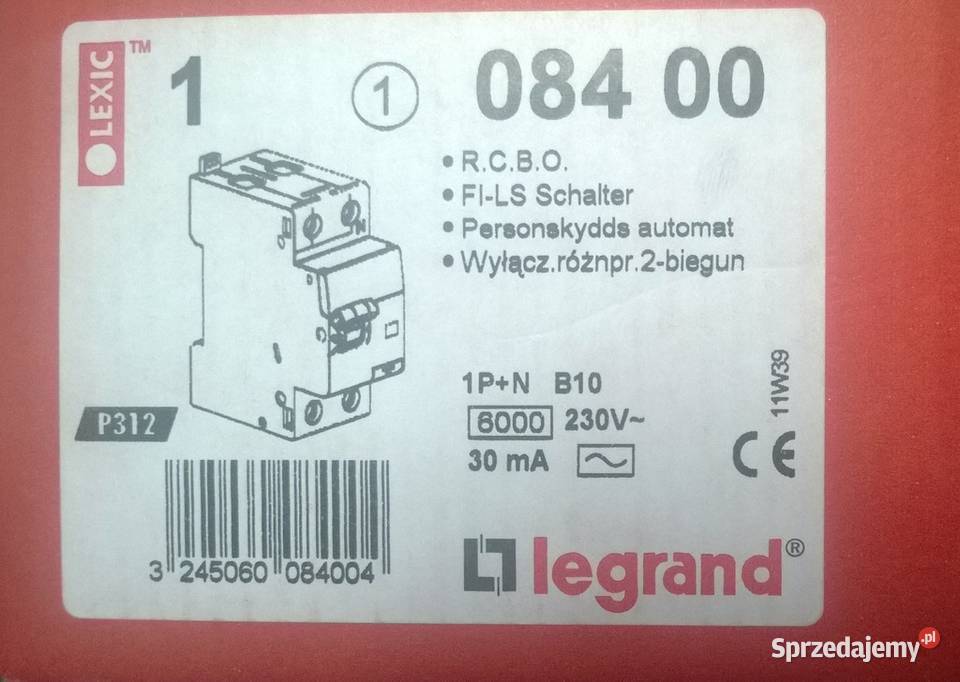 LEXIC™
1 1 084 00
• R.C.B.O.
• FI-LS Schalter
• Personskydds automat
• Wyłącz.różnpr.2-biegun
N
P312
1P+N B10
6000 230V~
30 mA
11W39
CE
3 245060 084004
legrand®
Sprzedajemy.pl